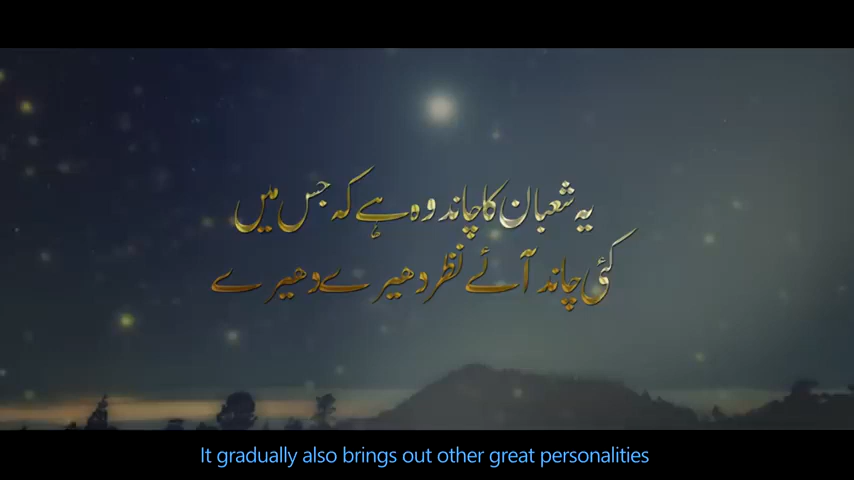 یہ شعبان کا چاند وہ ہے کہ جس میں
کئی چاند آئے نظر دھیرے دھیرے
It gradually also brings out other great personalities